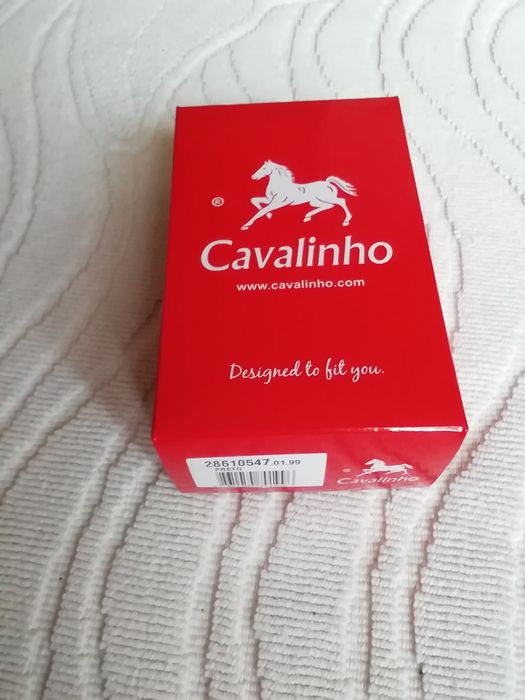 ®
Cavalinho
www.cavalinho.com
Designed to fit you.
28610547.01.99
PRETO
® Cavalinho